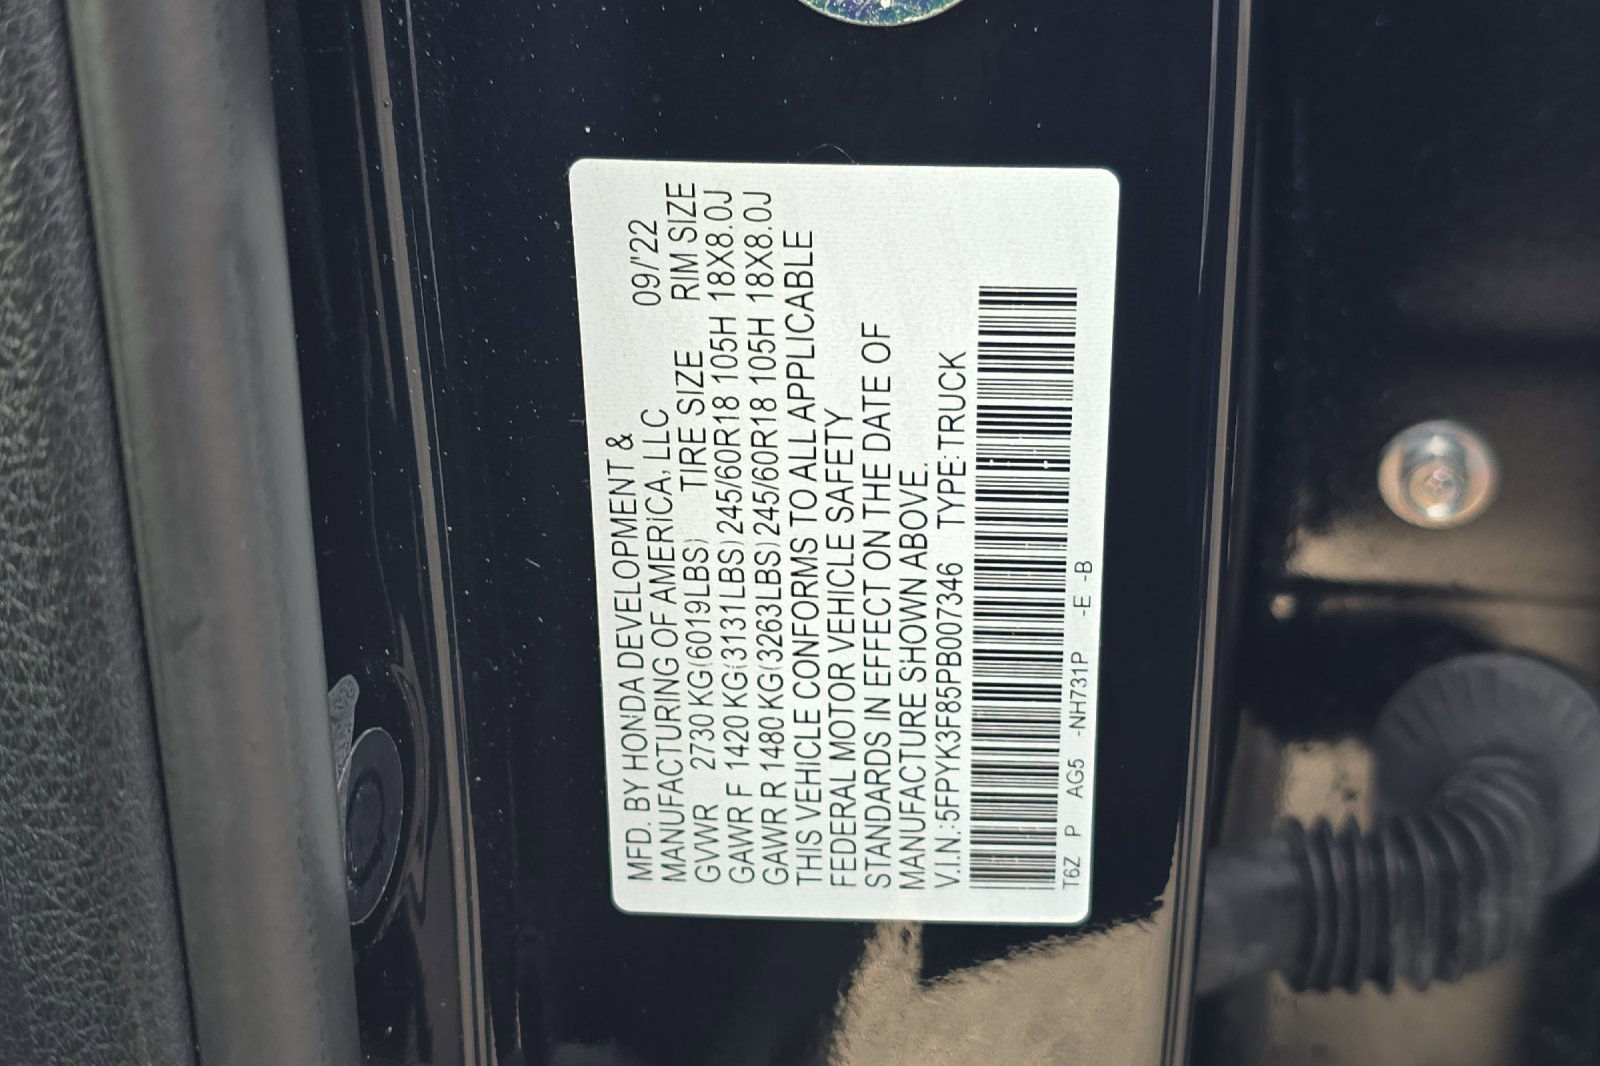 MFD. BY HONDA DEVELOPMENT &
MANUFACTURING OF AMERICA, LLC 09/'22
GVWR 2730 KG(6019LBS) TIRE SIZE RIM SIZE
GAWR F 1420 KG(3131LBS) 245/60R18 105H 18X8.0J
GAWR R 1480 KG(3263LBS) 245/60R18 105H 18X8.0J
THIS VEHICLE CONFORMS TO ALL APPLICABLE
FEDERAL MOTOR VEHICLE SAFETY
STANDARDS IN EFFECT ON THE DATE OF
MANUFACTURE SHOWN ABOVE.
V.I.N.:5FPYK3F85PB007346 TYPE:TRUCK
T6Z P AG5 -NH731P -E -B